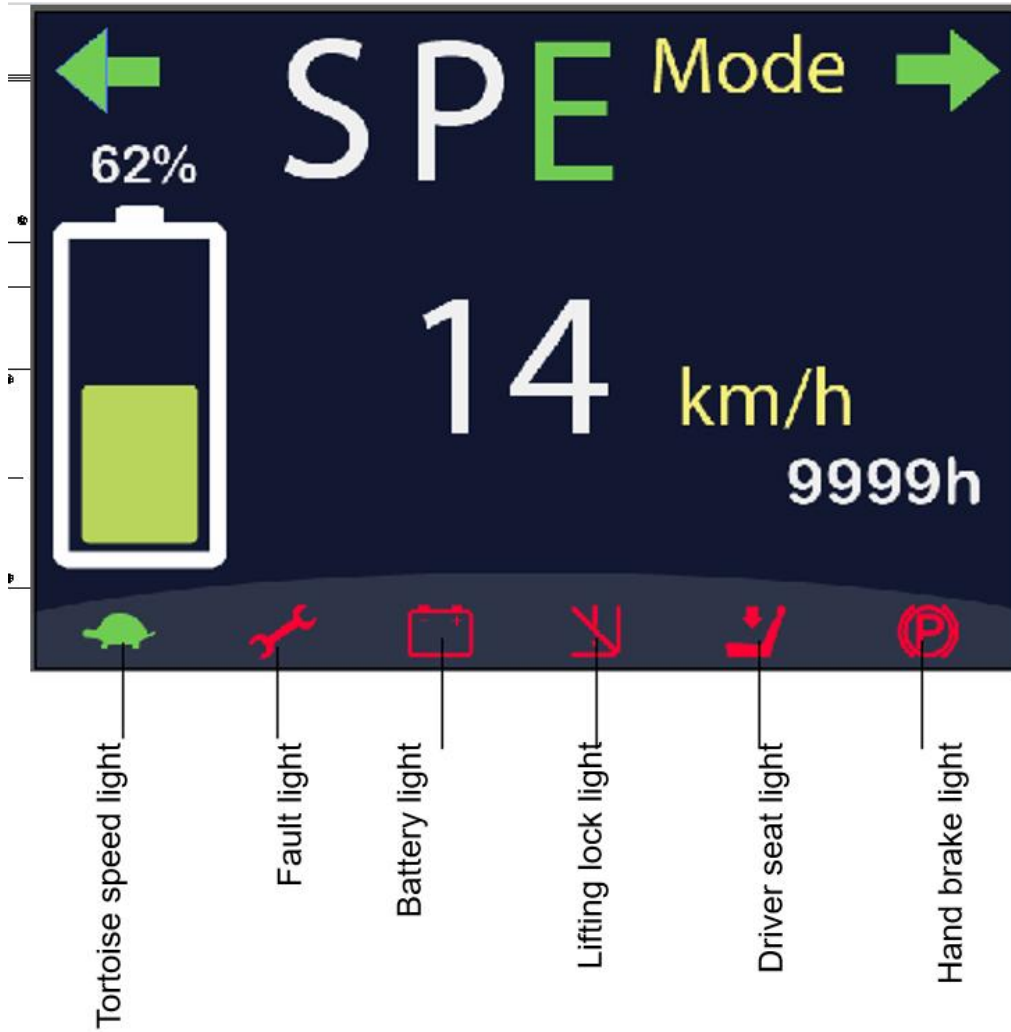 S P E Mode
62%
14 km/h
9999h
P
Tortoise speed light
Fault light
Battery light
Lifting lock light
Driver seat light
Hand brake light